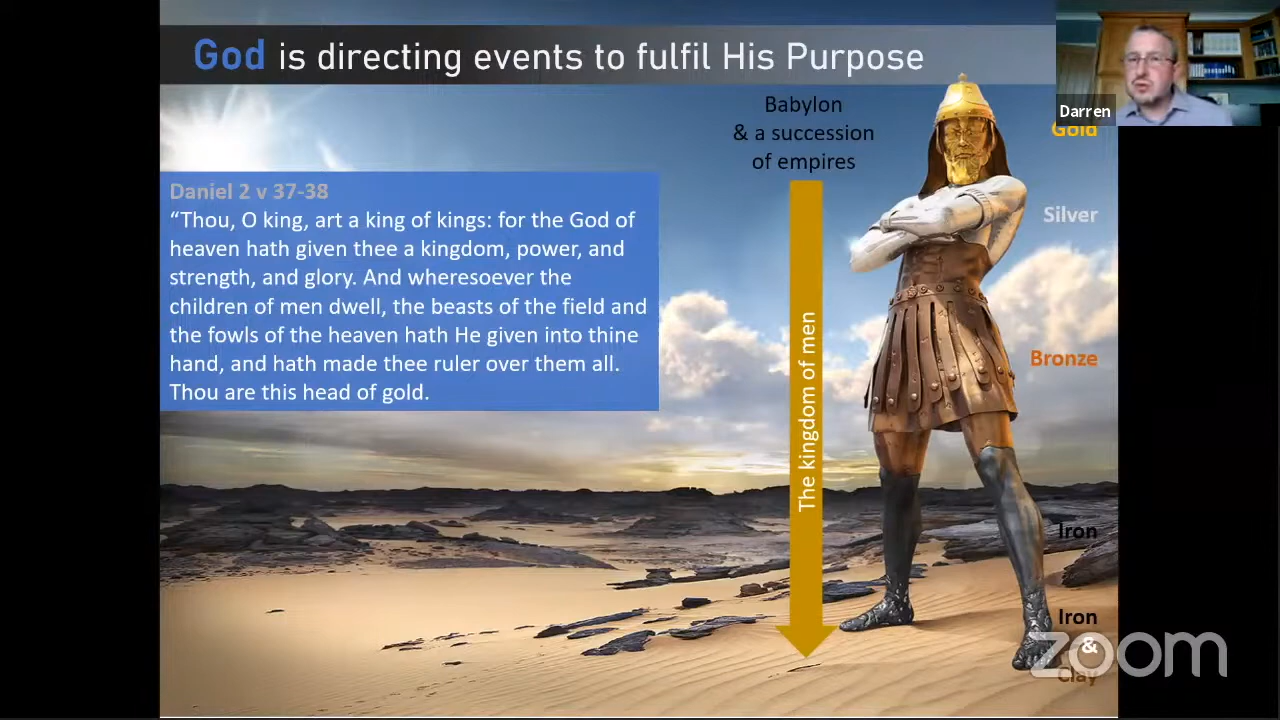 God is directing events to fulfil His Purpose
Darren
Babylon
& a succession
of empires
Gold
Daniel 2 v 37-38
“Thou, O king, art a king of kings: for the God of
heaven hath given thee a kingdom, power, and
strength, and glory. And wheresoever the
children of men dwell, the beasts of the field and
the fowls of the heaven hath He given into thine
hand, and hath made thee ruler over them all.
Thou are this head of gold.
Silver
The kingdom of men
Bronze
Iron
Iron
&
Clay
zoom